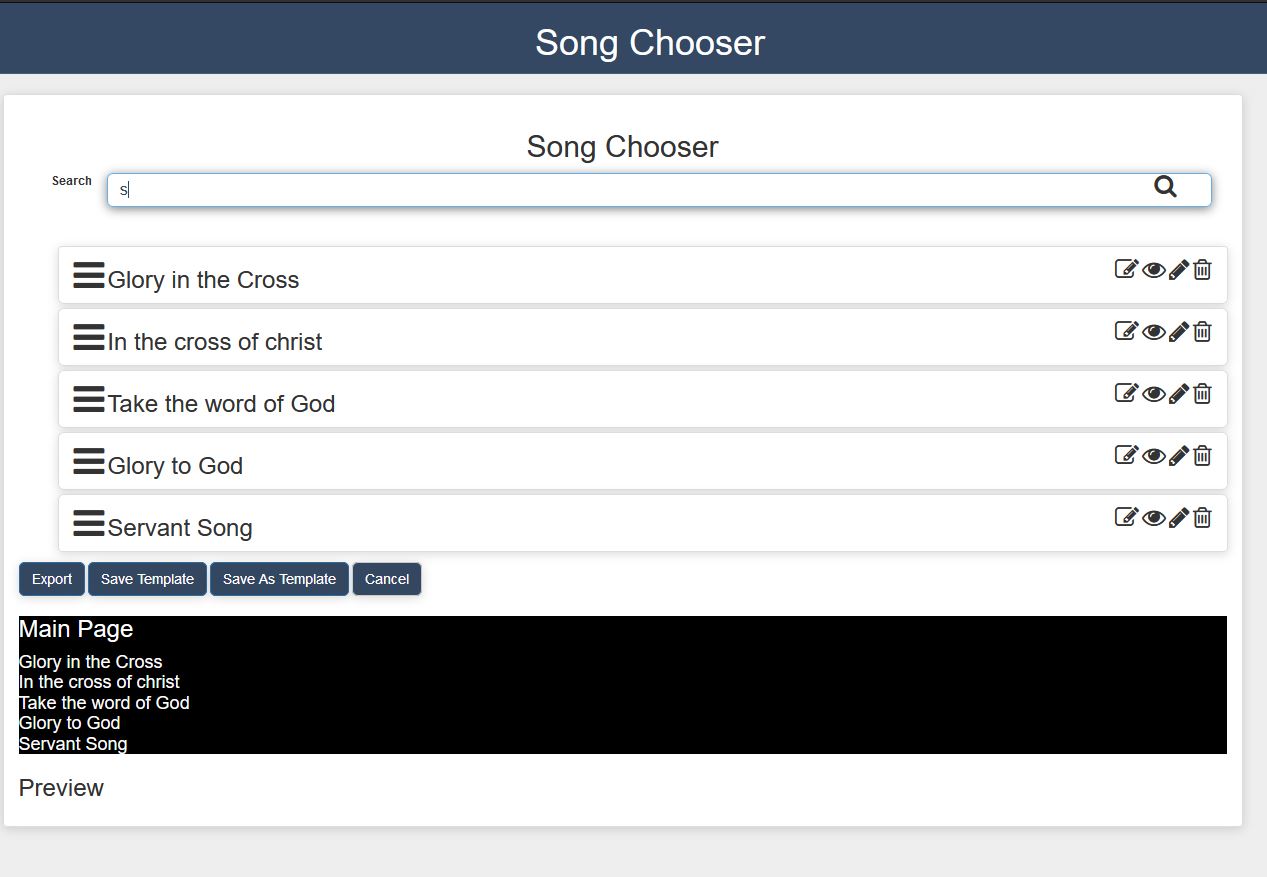 Song Chooser
Song Chooser
Search s
Glory in the Cross
In the cross of christ
Take the word of God
Glory to God
Servant Song
Export Save Template Save As Template Cancel
Main Page
Glory in the Cross
In the cross of christ
Take the word of God
Glory to God
Servant Song
Preview